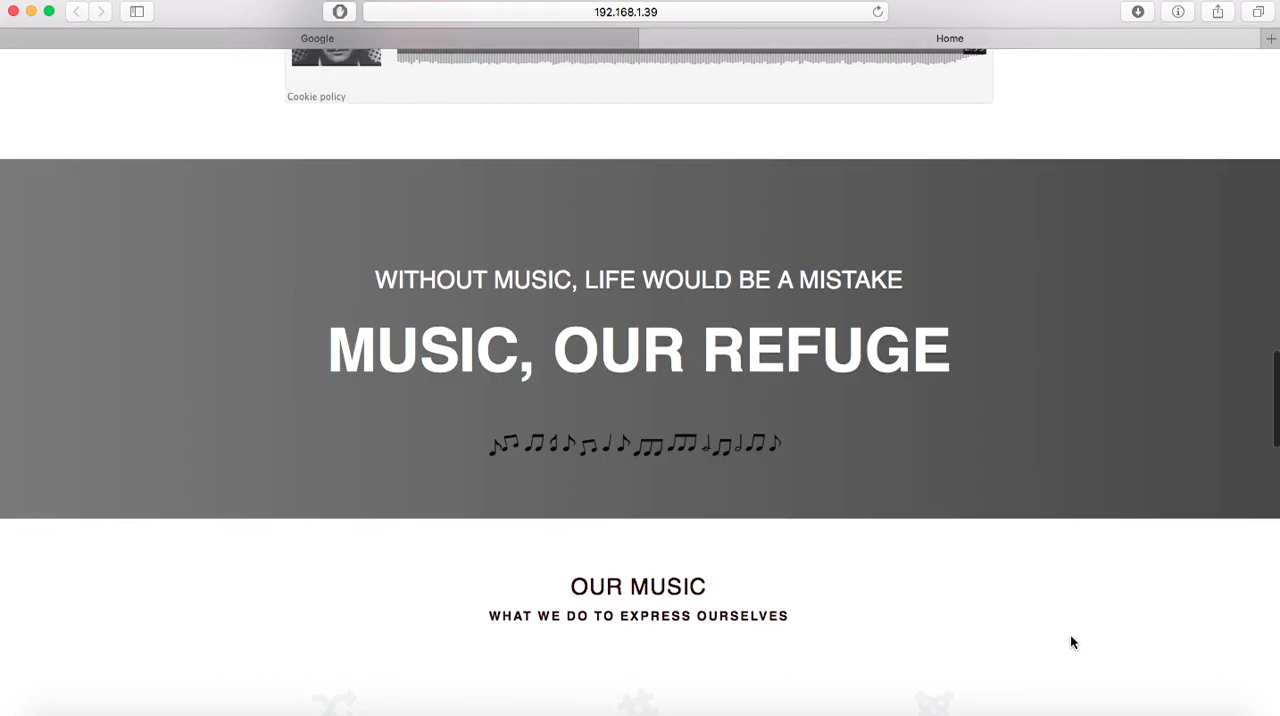 192.168.1.39
Google
Home
Cookie policy
WITHOUT MUSIC, LIFE WOULD BE A MISTAKE
MUSIC, OUR REFUGE
OUR MUSIC
WHAT WE DO TO EXPRESS OURSELVES